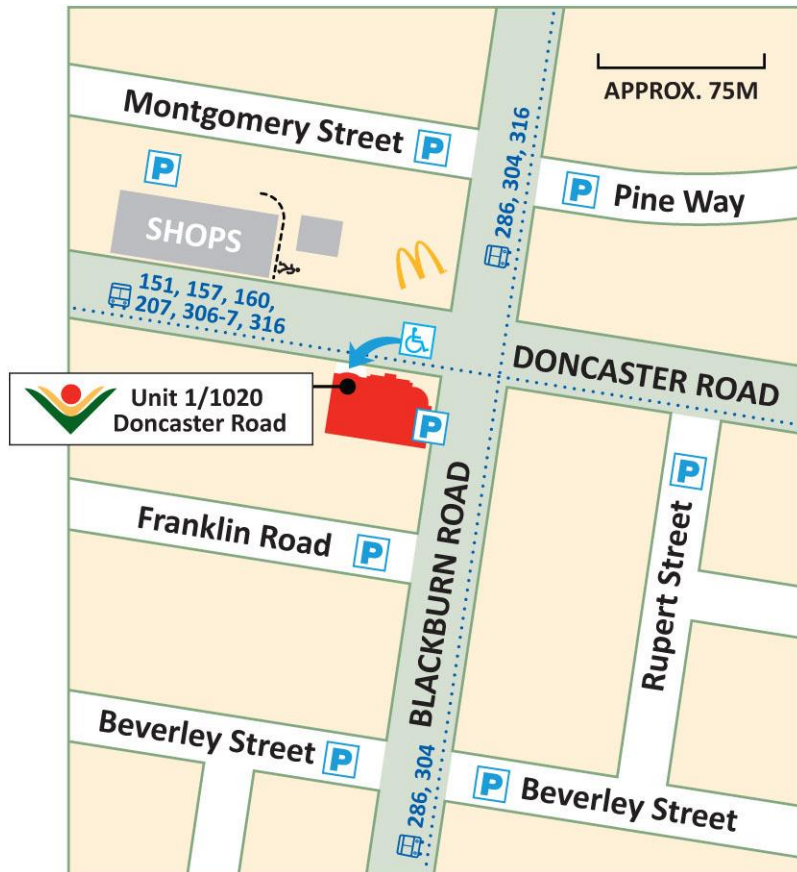 APPROX. 75M
Montgomery Street P
286, 304, 316
P Pine Way
P
SHOPS
151, 157, 160,
207, 306-7, 316
DONCASTER ROAD
Unit 1/1020
Doncaster Road
P
BLACKBURN ROAD
P
Rupert Street
Franklin Road P
Beverley Street P
286, 304
P Beverley Street